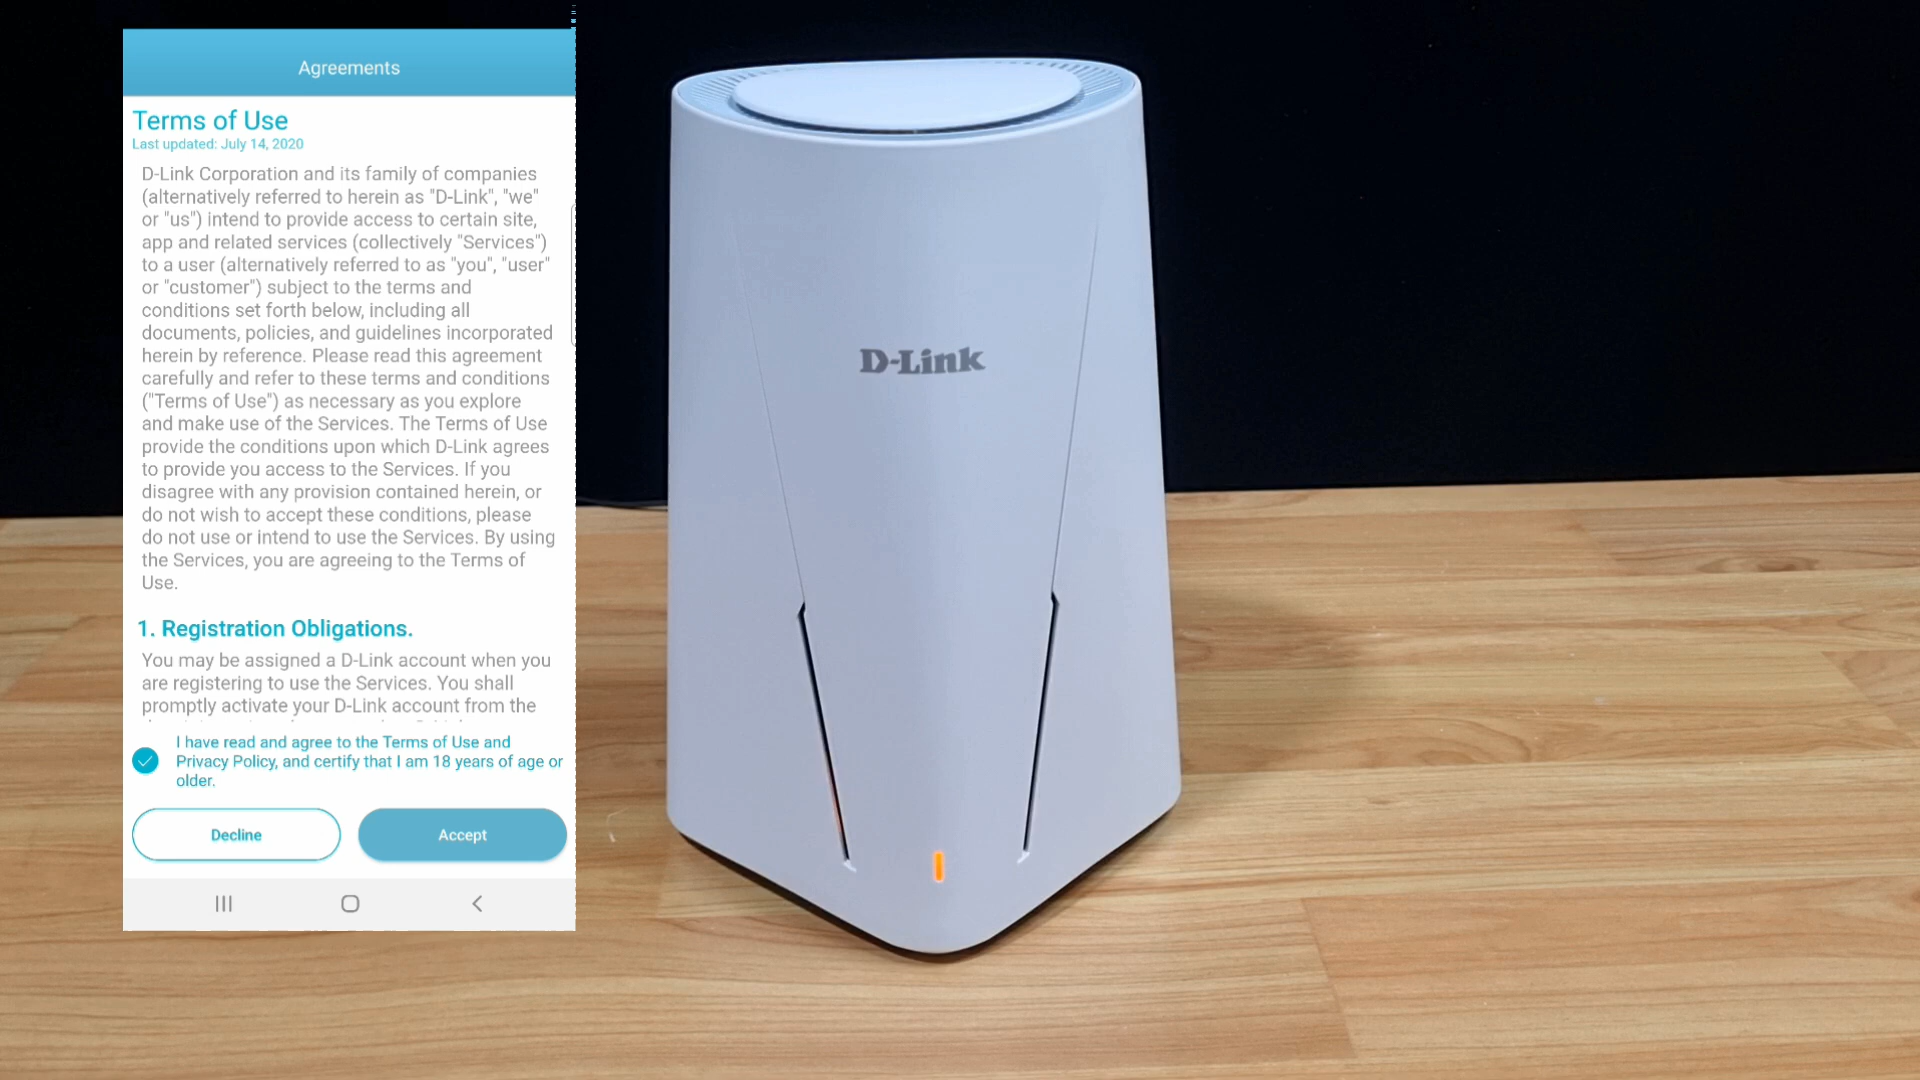 Agreements
Terms of Use
Last updated: July 14, 2020
D-Link Corporation and its family of companies
(alternatively referred to herein as "D-Link", "we"
or "us") intend to provide access to certain site,
app and related services (collectively "Services")
to a user (alternatively referred to as "you", "user"
or "customer") subject to the terms and
conditions set forth below, including all
documents, policies, and guidelines incorporated
herein by reference. Please read this agreement
carefully and refer to these terms and conditions
("Terms of Use") as necessary as you explore
and make use of the Services. The Terms of Use
provide the conditions upon which D-Link agrees
to provide you access to the Services. If you
disagree with any provision contained herein, or
do not wish to accept these conditions, please
do not use or intend to use the Services. By using
the Services, you are agreeing to the Terms of
Use.
1. Registration Obligations.
You may be assigned a D-Link account when you
are registering to use the Services. You shall
promptly activate your D-Link account from the
I have read and agree to the Terms of Use and
Privacy Policy, and certify that I am 18 years of age or
older.
Decline
Accept
D-Link